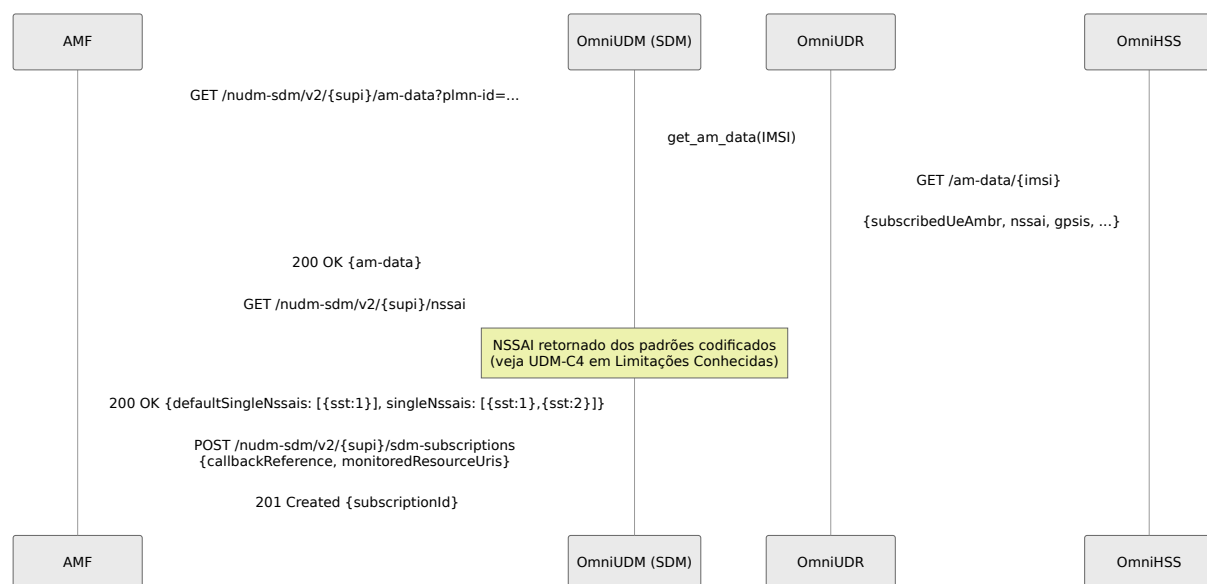 AMF
OmniUDM (SDM)
OmniUDR
OmniHSS
GET /nudm-sdm/v2/{supi}/am-data?plmn-id=...
get_am_data(IMSI)
GET /am-data/{imsi}
{subscribedUeAmbr, nssai, gpsis, ...}
200 OK {am-data}
GET /nudm-sdm/v2/{supi}/nssai
NSSAI retornado dos padrões codificados
(veja UDM-C4 em Limitações Conhecidas)
200 OK {defaultSingleNssais: [{sst:1}], singleNssais: [{sst:1},{sst:2}]}
POST /nudm-sdm/v2/{supi}/sdm-subscriptions
{callbackReference, monitoredResourceUris}
201 Created {subscriptionId}
AMF
OmniUDM (SDM)
OmniUDR
OmniHSS